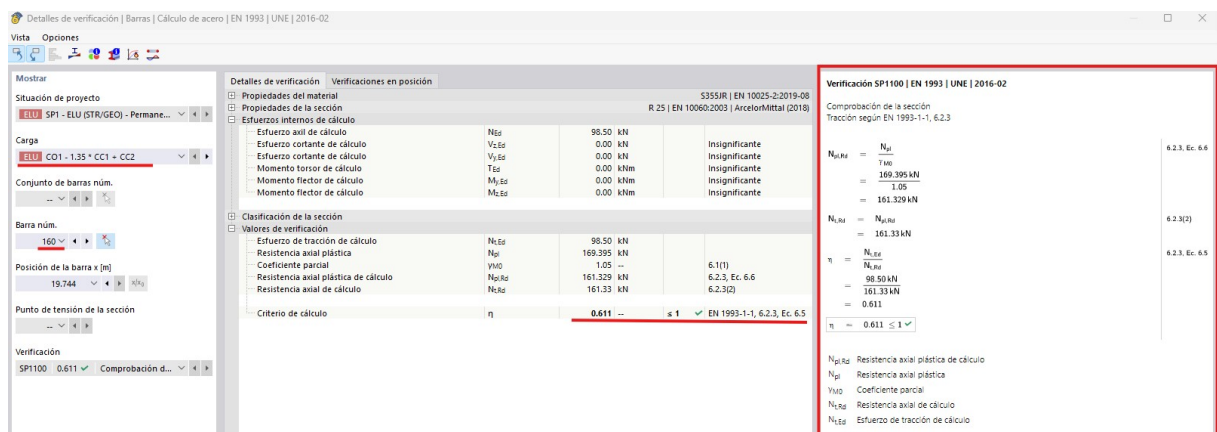 Detalles de verificación | Barras | Cálculo de acero | EN 1993 | UNE | 2016-02
Vista Opciones
Mostrar
Situación de proyecto
ELU SP1 - ELU (STR/GEO) - Permane...
Carga
ELU CO1 - 1.35 * CC1 + CC2
Conjunto de barras núm.
--
Barra núm.
160
Posición de la barra x [m]
19.744 x/x₀
Punto de tensión de la sección
--
Verificación
SP1100 0.611 ✓ Comprobación d...
Detalles de verificación Verificaciones en posición
Propiedades del material S355JR | EN 10025-2:2019-08
Propiedades de la sección R 25 | EN 10060:2003 | ArcelorMittal (2018)
Esfuerzos internos de cálculo
Esfuerzo axil de cálculo NEd 98.50 kN
Esfuerzo cortante de cálculo Vz,Ed 0.00 kN Insignificante
Esfuerzo cortante de cálculo Vy,Ed 0.00 kN Insignificante
Momento torsor de cálculo TEd 0.00 kNm Insignificante
Momento flector de cálculo My,Ed 0.00 kNm Insignificante
Momento flector de cálculo Mz,Ed 0.00 kNm Insignificante
Clasificación de la sección
Valores de verificación
Esfuerzo de tracción de cálculo Nt,Ed 98.50 kN
Resistencia axial plástica Npl 169.395 kN
Coeficiente parcial γM0 1.05 -- 6.1(1)
Resistencia axial plástica de cálculo Npl,Rd 161.329 kN 6.2.3, Ec. 6.6
Resistencia axial de cálculo Nt,Rd 161.33 kN 6.2.3(2)
Criterio de cálculo η 0.611 -- ≤ 1 ✓ EN 1993-1-1, 6.2.3, Ec. 6.5
Verificación SP1100 | EN 1993 | UNE | 2016-02
Comprobación de la sección
Tracción según EN 1993-1-1, 6.2.3
Npl,Rd = Npl / γM0 6.2.3, Ec. 6.6
= 169.395 kN / 1.05
= 161.329 kN
Nt,Rd = Npl,Rd 6.2.3(2)
= 161.33 kN
η = Nt,Ed / Nt,Rd 6.2.3, Ec. 6.5
= 98.50 kN / 161.33 kN
= 0.611
η = 0.611 ≤ 1 ✓
Npl,Rd Resistencia axial plástica de cálculo
Npl Resistencia axial plástica
γM0 Coeficiente parcial
Nt,Rd Resistencia axial de cálculo
Nt,Ed Esfuerzo de tracción de cálculo